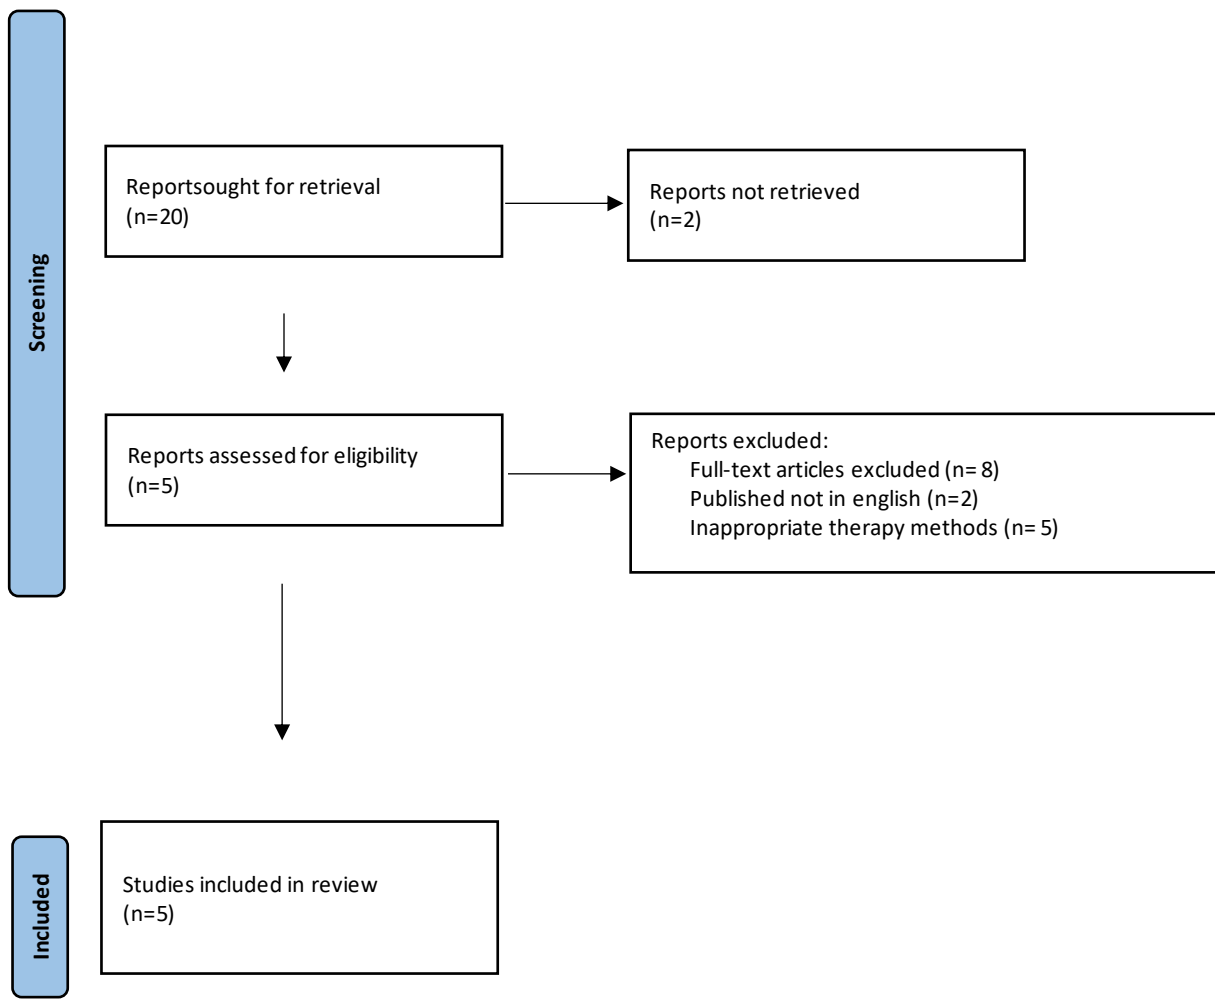 Screening
Reportsought for retrieval
(n=20)
Reports not retrieved
(n=2)
Reports assessed for eligibility
(n=5)
Reports excluded:
Full-text articles excluded (n= 8)
Published not in english (n=2)
Inappropriate therapy methods (n= 5)
Included
Studies included in review
(n=5)